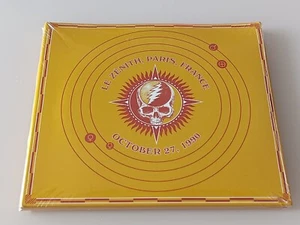 LE ZENITH, PARIS, FRANCE
OCTOBER 27, 1990